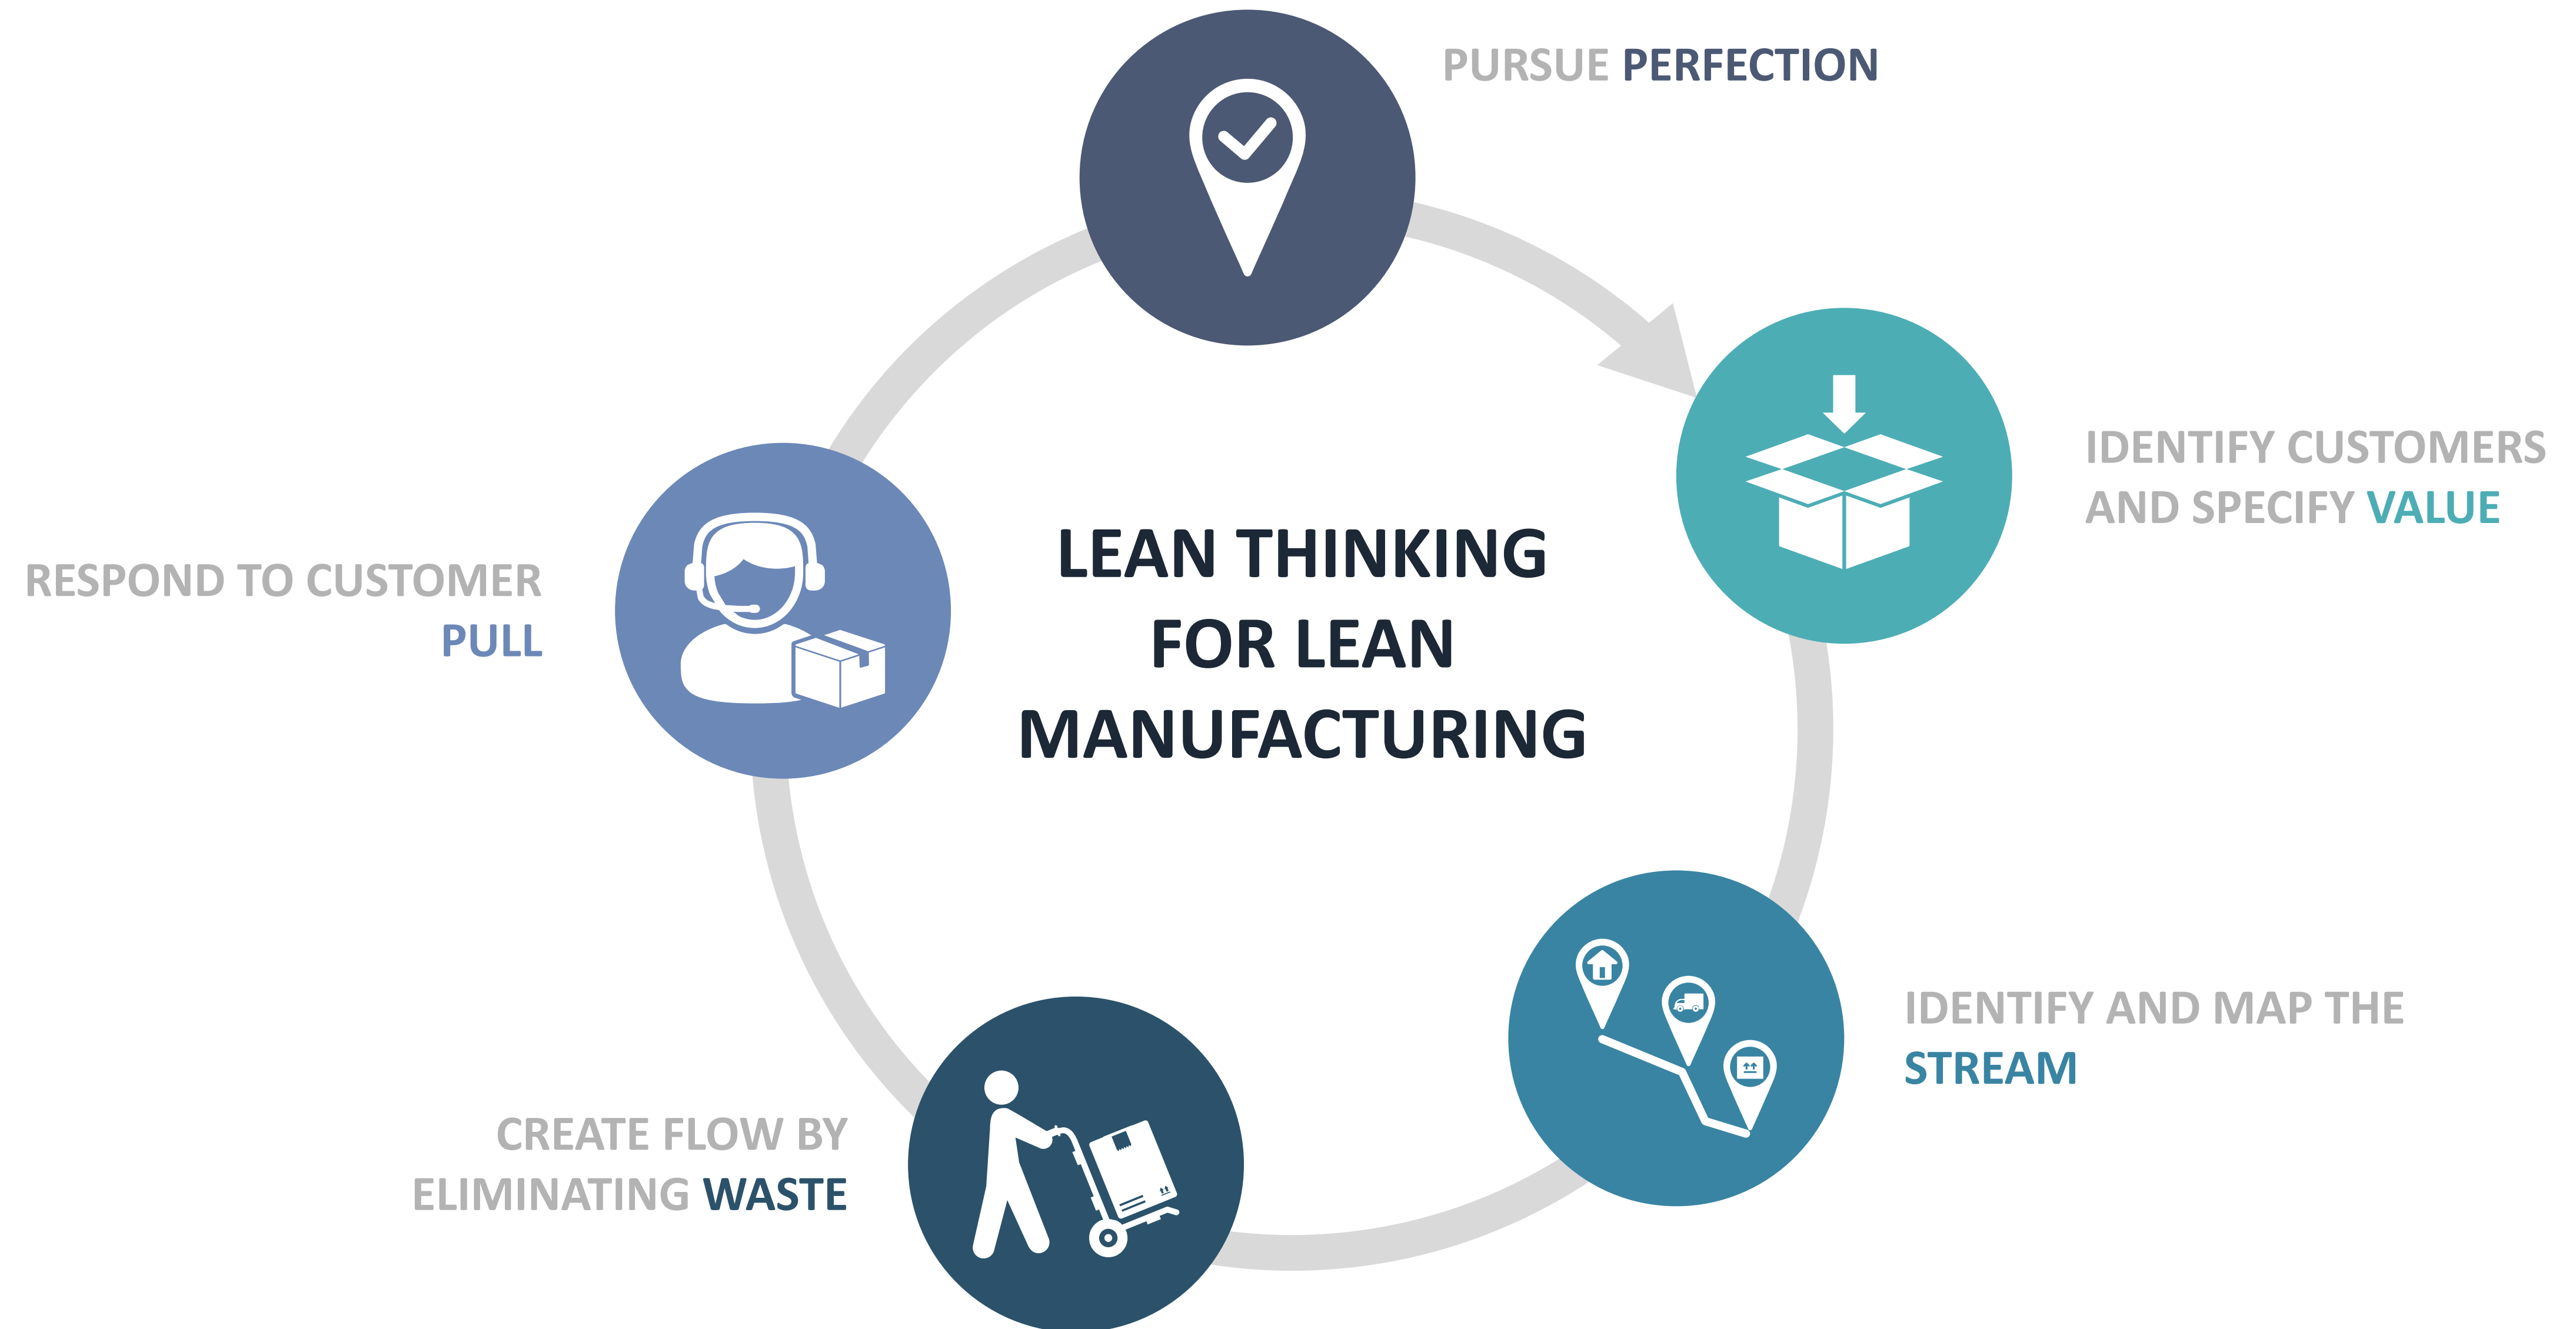 PURSUE PERFECTION
IDENTIFY CUSTOMERS
AND SPECIFY VALUE
RESPOND TO CUSTOMER
PULL
LEAN THINKING
FOR LEAN
MANUFACTURING
IDENTIFY AND MAP THE
STREAM
CREATE FLOW BY
ELIMINATING WASTE